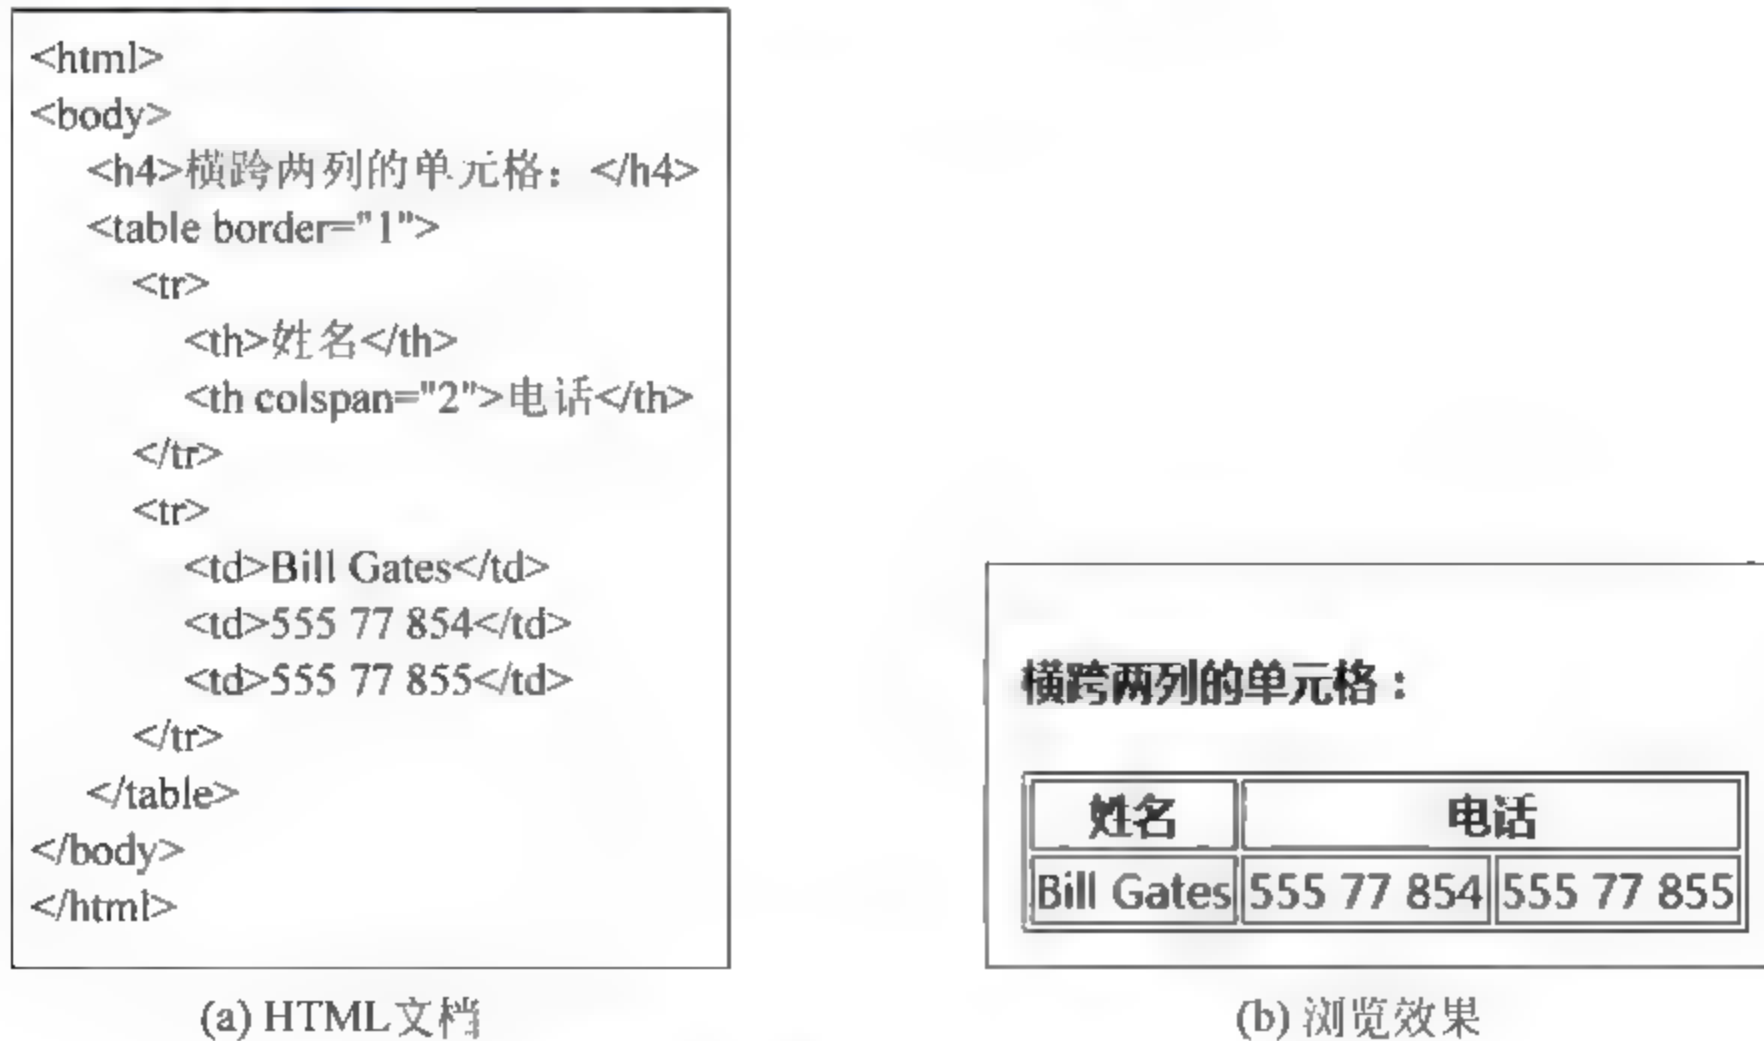 <html>
<body>
<h4>横跨两列的单元格：</h4>
<table border="1">
<tr>
<th>姓名</th>
<th colspan="2">电话</th>
</tr>
<tr>
<td>Bill Gates</td>
<td>555 77 854</td>
<td>555 77 855</td>
</tr>
</table>
</body>
</html>
(a) HTML文档
横跨两列的单元格：
姓名 电话
Bill Gates 555 77 854 555 77 855
(b) 浏览效果